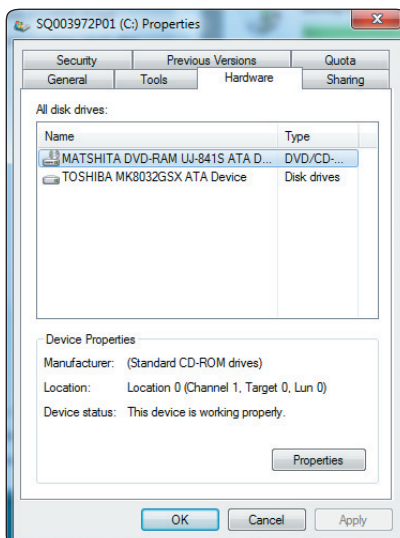 SQ003972P01 (C:) Properties
Security Previous Versions Quota
General Tools Hardware Sharing
All disk drives:
Name Type
MATSHITA DVD-RAM UJ-841S ATA D... DVD/CD-...
TOSHIBA MK8032GSX ATA Device Disk drives
Device Properties
Manufacturer: (Standard CD-ROM drives)
Location: Location 0 (Channel 1, Target 0, Lun 0)
Device status: This device is working properly.
Properties
OK Cancel Apply